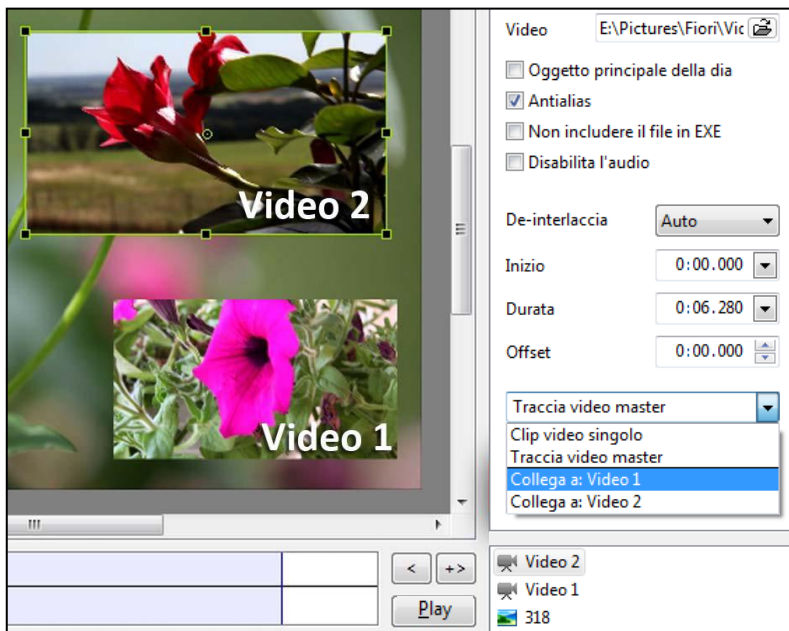 Video 2
Video 1
Video E:\Pictures\Fiori\Vic
Oggetto principale della dia
Antialias
Non includere il file in EXE
Disabilita l'audio
De-interlaccia Auto
Inizio 0:00.000
Durata 0:06.280
Offset 0:00.000
Traccia video master
Clip video singolo
Traccia video master
Collega a: Video 1
Collega a: Video 2
< +>
Play
Video 2
Video 1
318